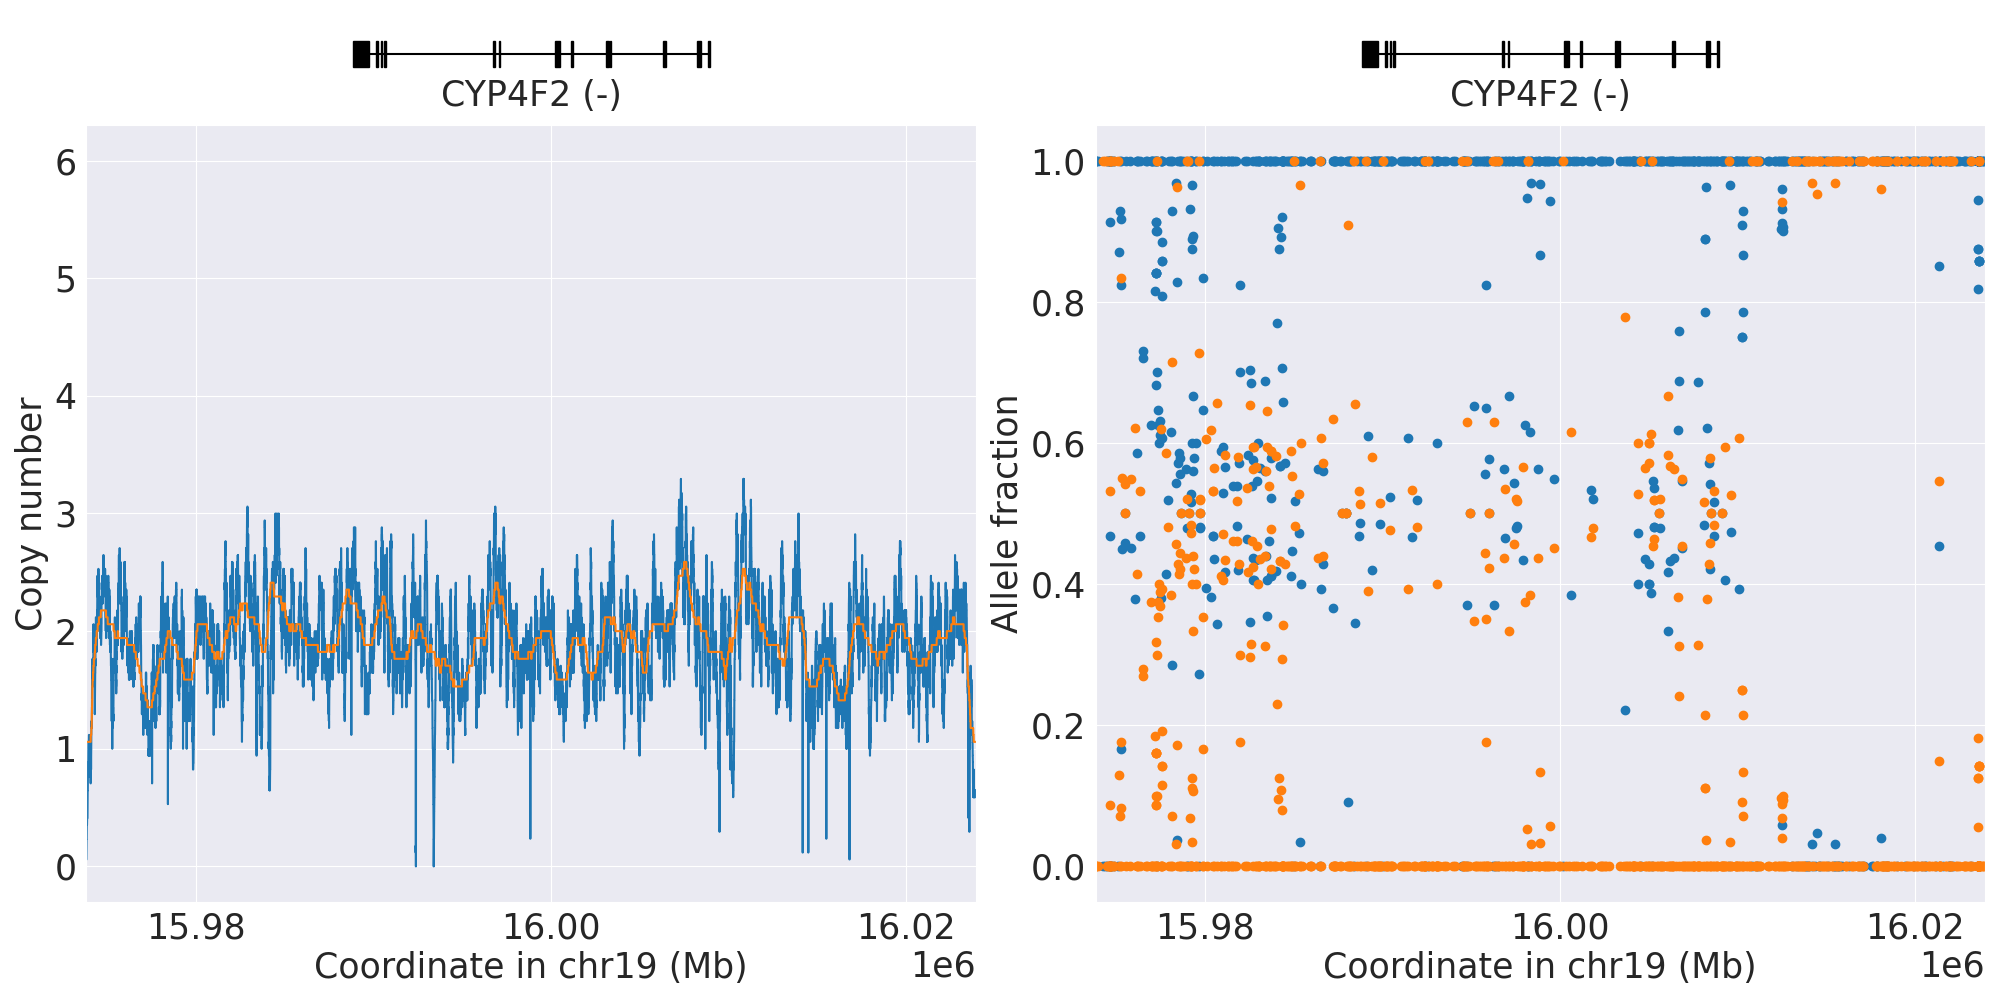 CYP4F2 (-)
CYP4F2 (-)
Copy number
6
5
4
3
2
1
0
15.98
16.00
16.02
Coordinate in chr19 (Mb)
1e6
Allele fraction
1.0
0.8
0.6
0.4
0.2
0.0
15.98
16.00
16.02
Coordinate in chr19 (Mb)
1e6